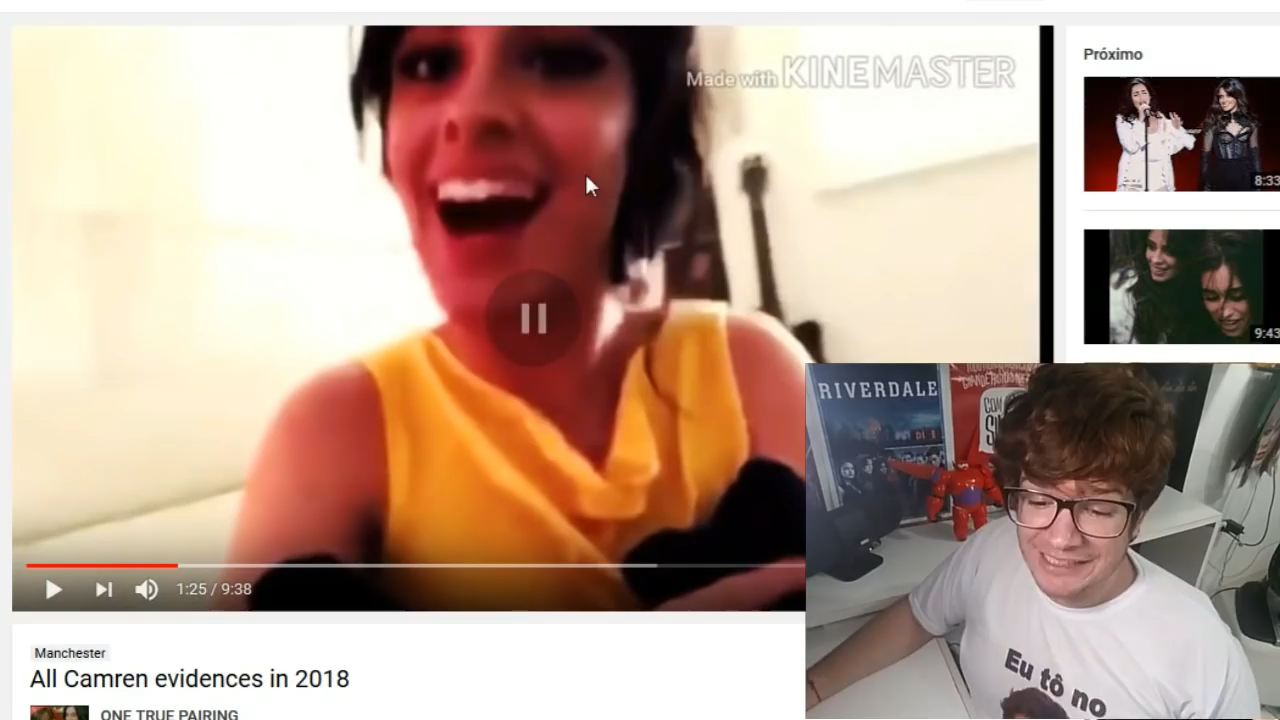 Made with KINEMASTER
Próximo
8:33
9:43
RIVERDALE
1:25 / 9:38
Manchester
All Camren evidences in 2018
ONE TRUE PAIRING
Eu tô no